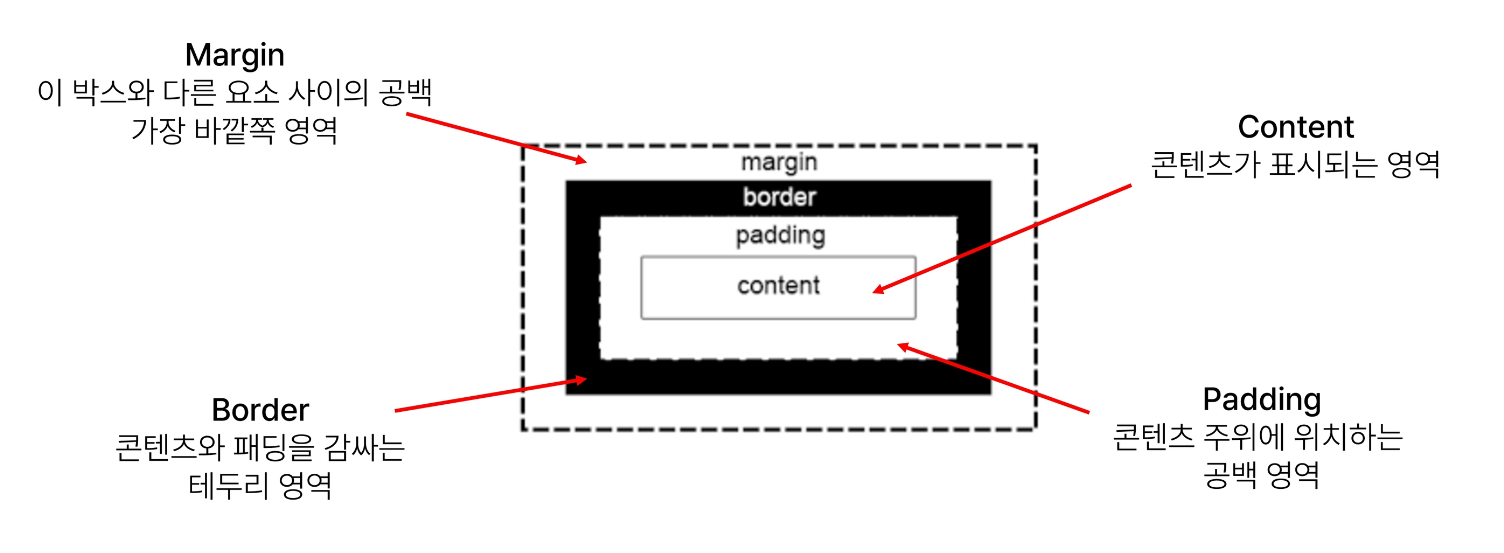 Margin
이 박스와 다른 요소 사이의 공백
가장 바깥쪽 영역
Content
콘텐츠가 표시되는 영역
margin
border
padding
content
Border
콘텐츠와 패딩을 감싸는
테두리 영역
Padding
콘텐츠 주위에 위치하는
공백 영역